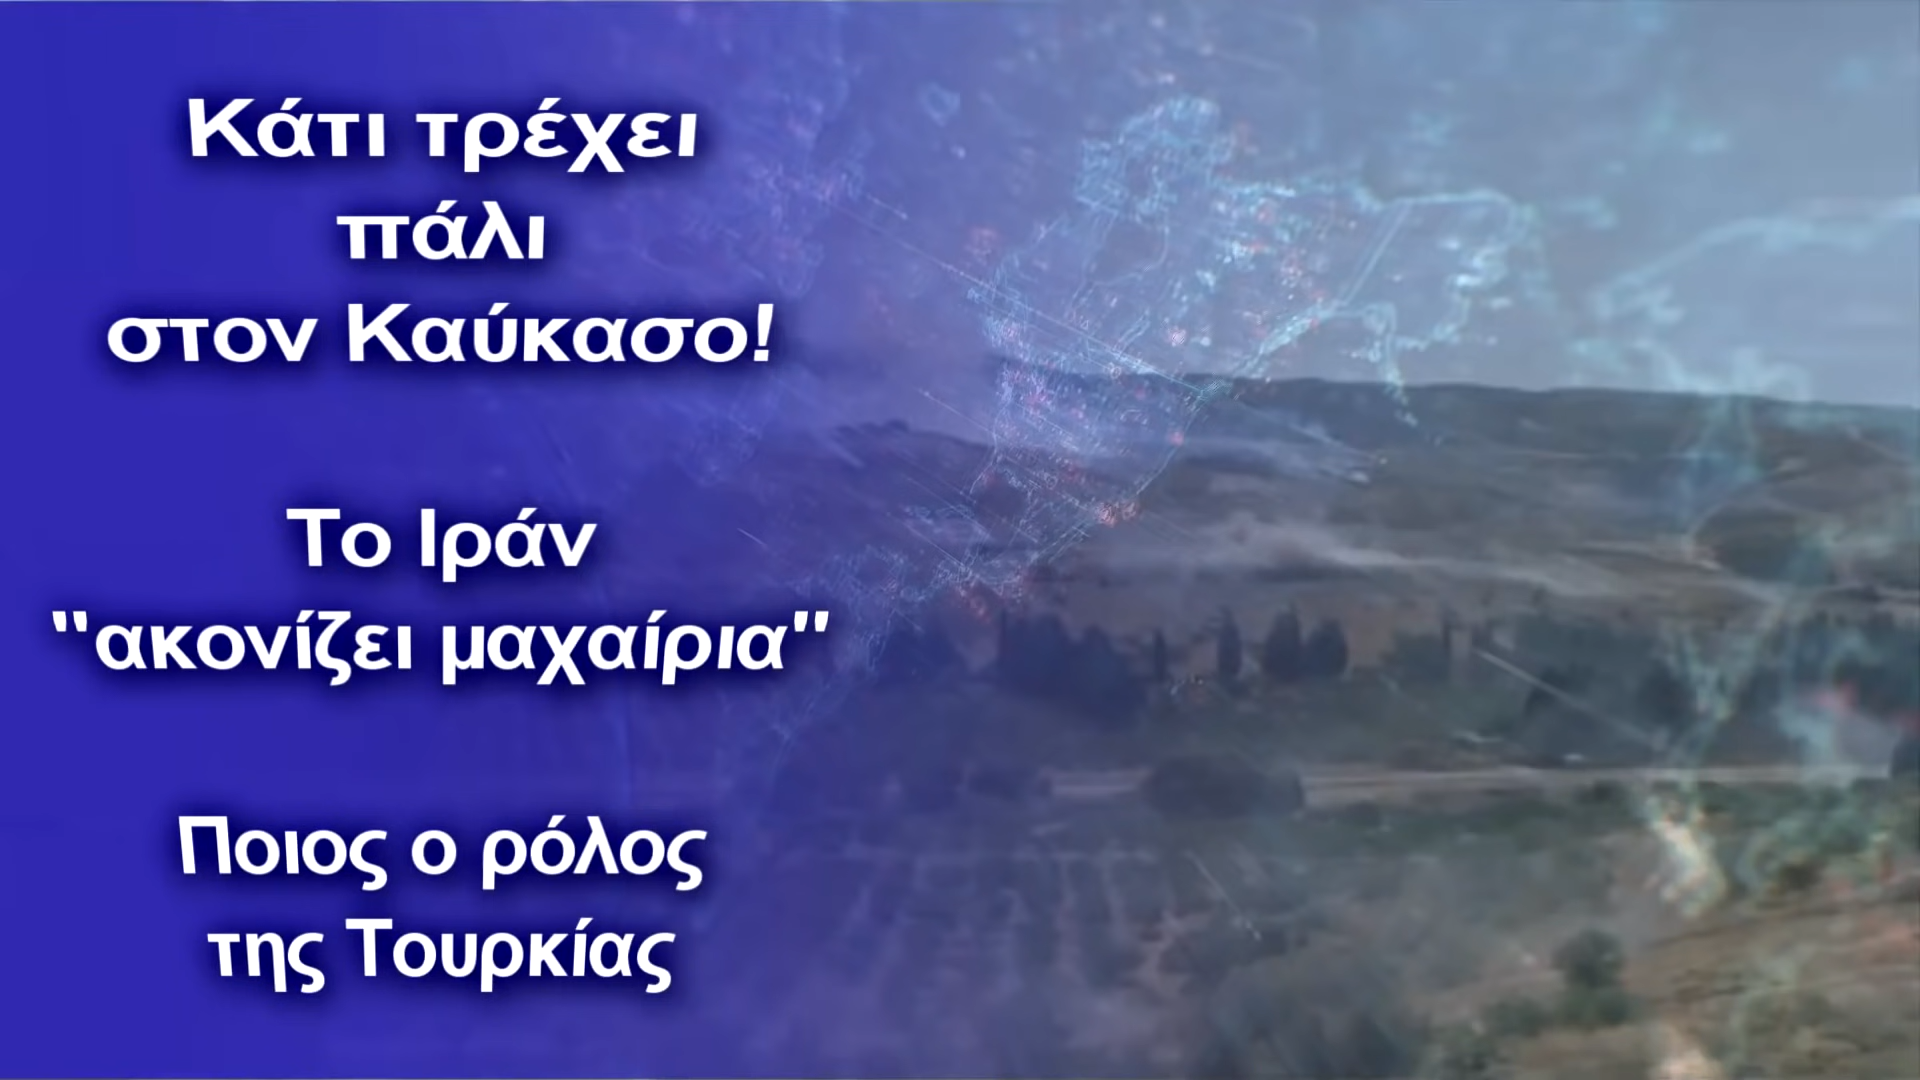 Κάτι τρέχει
πάλι
στον Καύκασο!
Το Ιράν
"ακονίζει μαχαίρια"
Ποιος ο ρόλος
της Τουρκίας